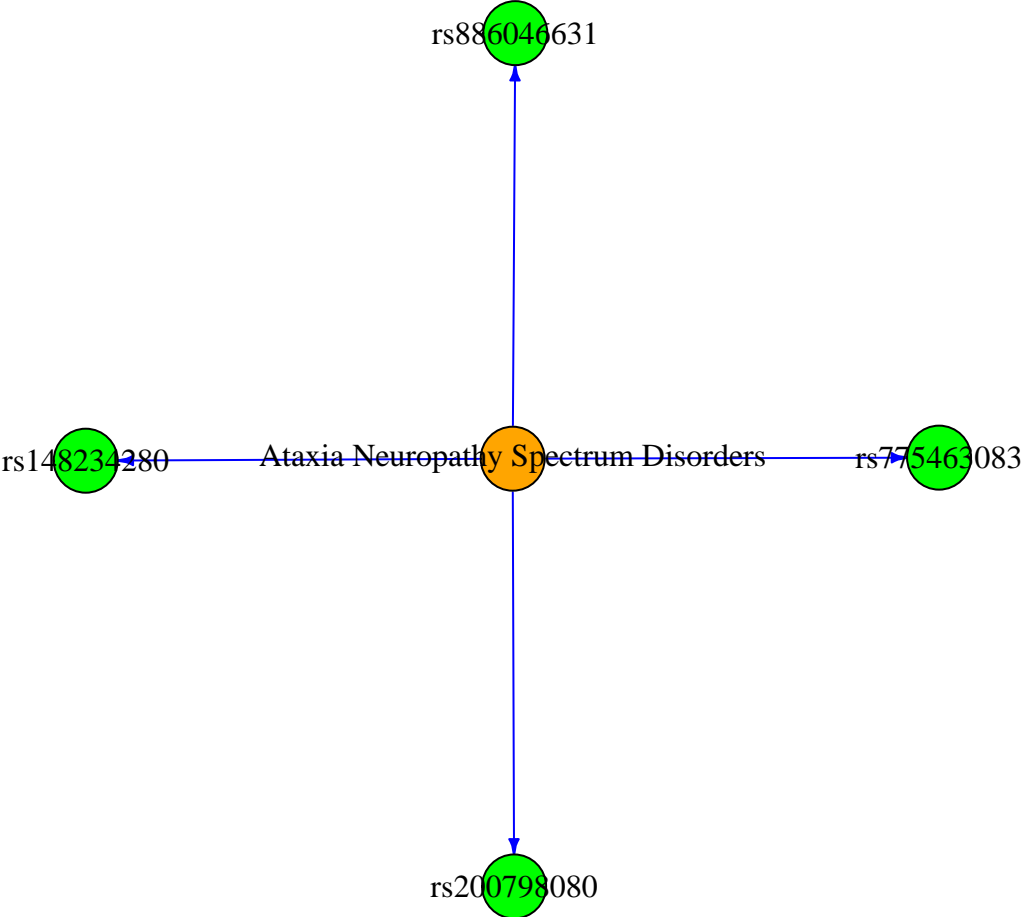 rs886046631
rs148234280
Ataxia Neuropathy Spectrum Disorders
rs775463083
rs200798080